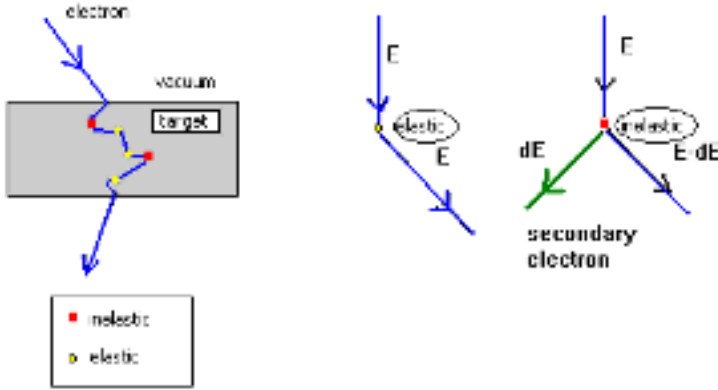 electron
vacuum
target
inelastic
elastic
E
elastic
E
E
inelastic
dE
E-dE
secondary
electron